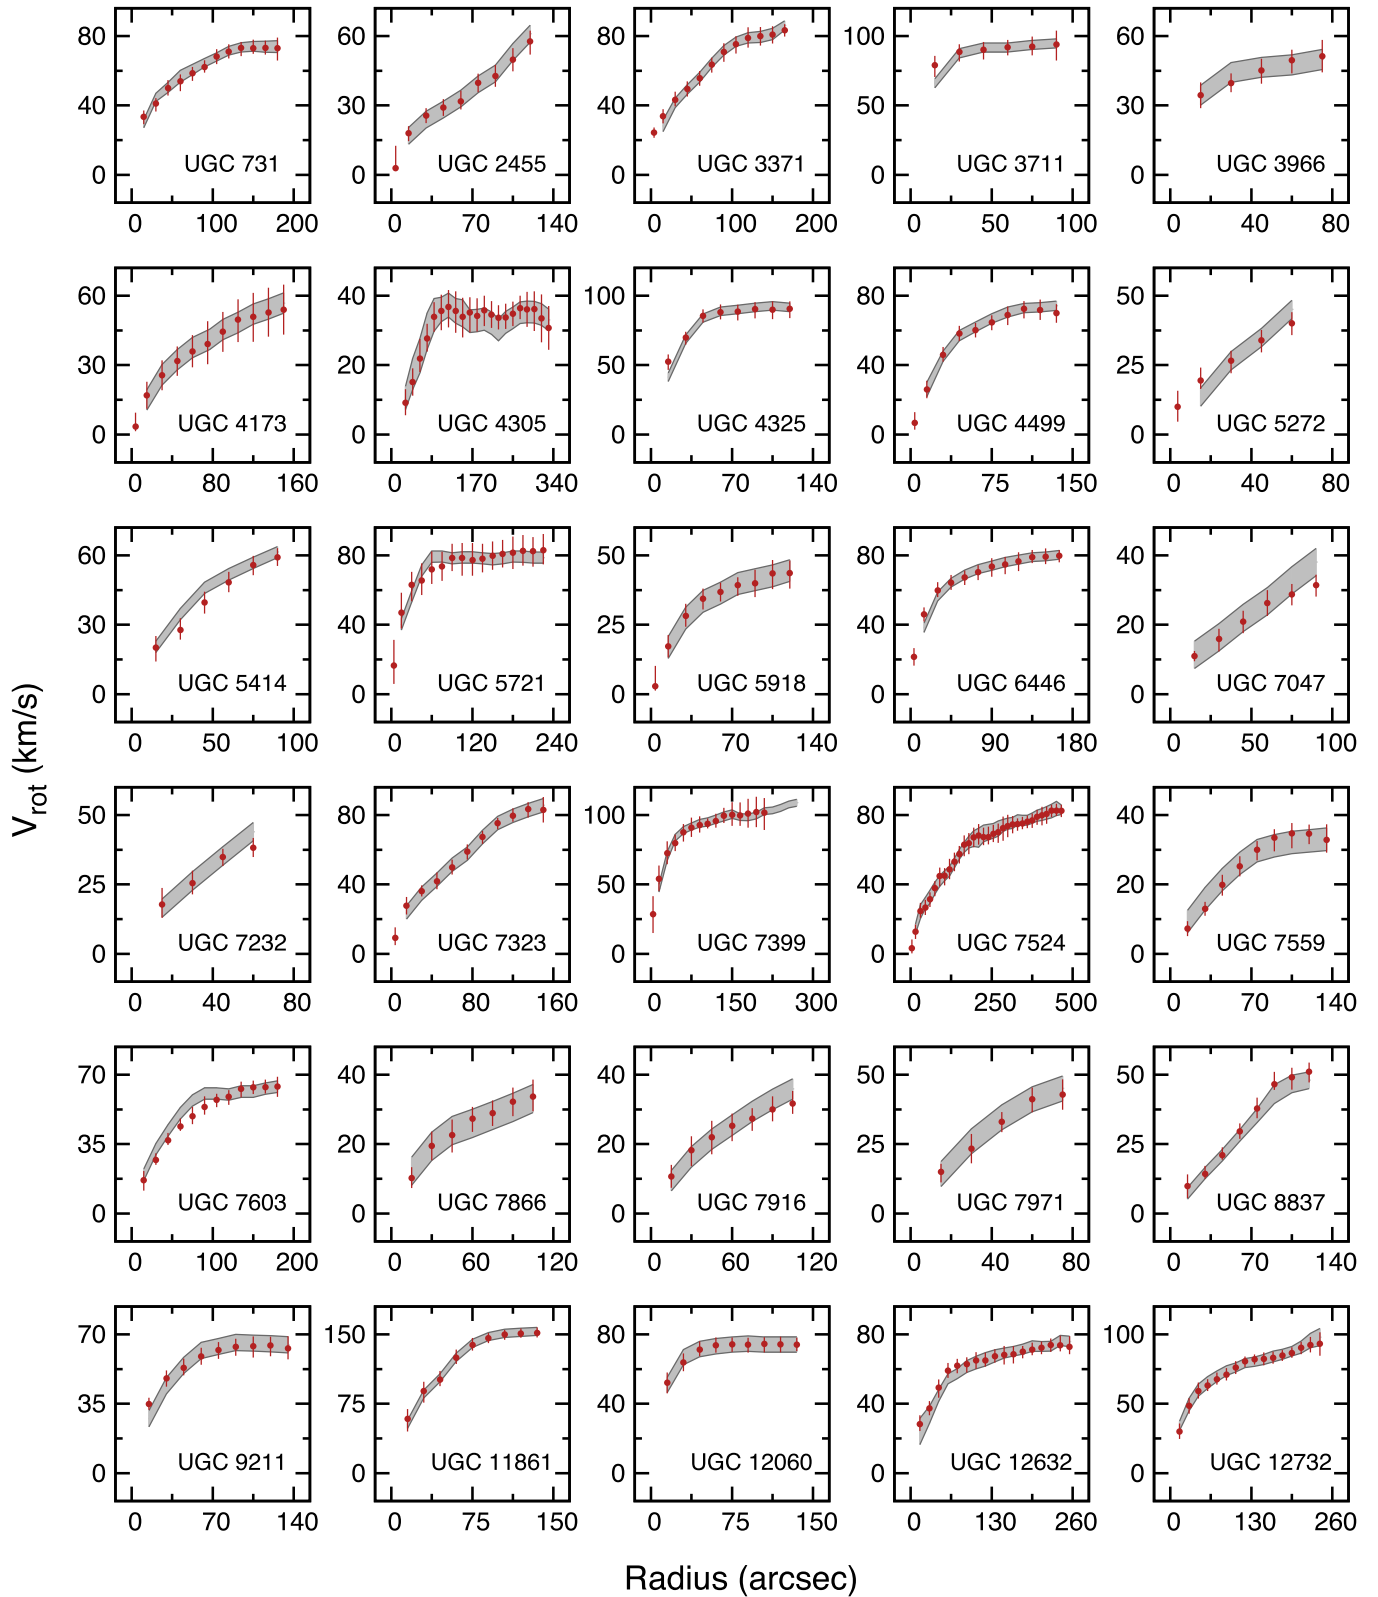 80
40
0
UGC 731
0 100 200
60
30
0
UGC 2455
0 70 140
80
40
0
UGC 3371
0 100 200
100
50
0
UGC 3711
0 50 100
60
30
0
UGC 3966
0 40 80
60
30
0
UGC 4173
0 80 160
40
20
0
UGC 4305
0 170 340
100
50
0
UGC 4325
0 70 140
80
40
0
UGC 4499
0 75 150
50
25
0
UGC 5272
0 40 80
60
30
0
UGC 5414
0 50 100
80
40
0
UGC 5721
0 120 240
50
25
0
UGC 5918
0 70 140
80
40
0
UGC 6446
0 90 180
40
20
0
UGC 7047
0 50 100
Vrot (km/s)
50
25
0
UGC 7232
0 40 80
80
40
0
UGC 7323
0 80 160
100
50
0
UGC 7399
0 150 300
80
40
0
UGC 7524
0 250 500
40
20
0
UGC 7559
0 70 140
70
35
0
UGC 7603
0 100 200
40
20
0
UGC 7866
0 60 120
40
20
0
UGC 7916
0 60 120
50
25
0
UGC 7971
0 40 80
50
25
0
UGC 8837
0 70 140
70
35
0
UGC 9211
0 70 140
150
75
0
UGC 11861
0 75 150
80
40
0
UGC 12060
0 75 150
80
40
0
UGC 12632
0 130 260
100
50
0
UGC 12732
0 130 260
Radius (arcsec)